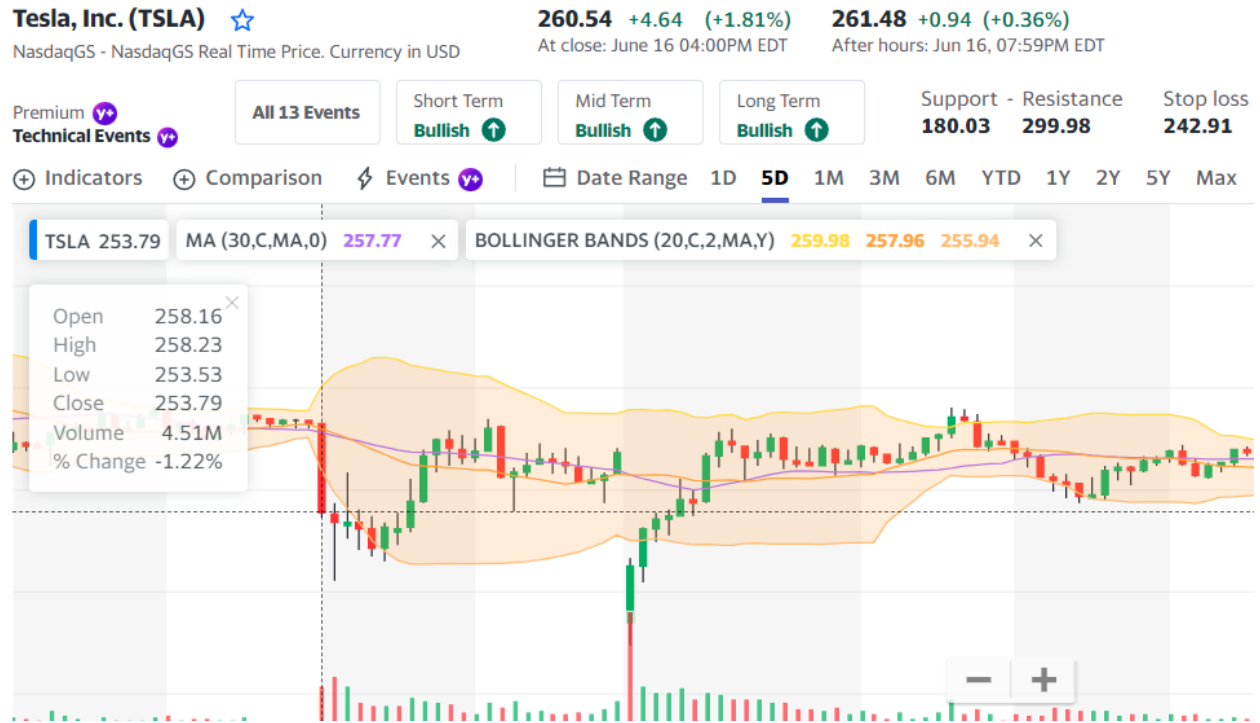 Tesla, Inc. (TSLA)
260.54 +4.64 (+1.81%)
261.48 +0.94 (+0.36%)
NasdaqGS - NasdaqGS Real Time Price. Currency in USD
At close: June 16 04:00PM EDT
After hours: Jun 16, 07:59PM EDT
Premium y+
Technical Events y+
All 13 Events
Short Term
Bullish
Mid Term
Bullish
Long Term
Bullish
Support - Resistance
180.03 299.98
Stop loss
242.91
Indicators Comparison Events y+ Date Range 1D 5D 1M 3M 6M YTD 1Y 2Y 5Y Max
TSLA 253.79
MA (30,C,MA,0) 257.77
BOLLINGER BANDS (20,C,2,MA,Y) 259.98 257.96 255.94
Open 258.16
High 258.23
Low 253.53
Close 253.79
Volume 4.51M
% Change -1.22%